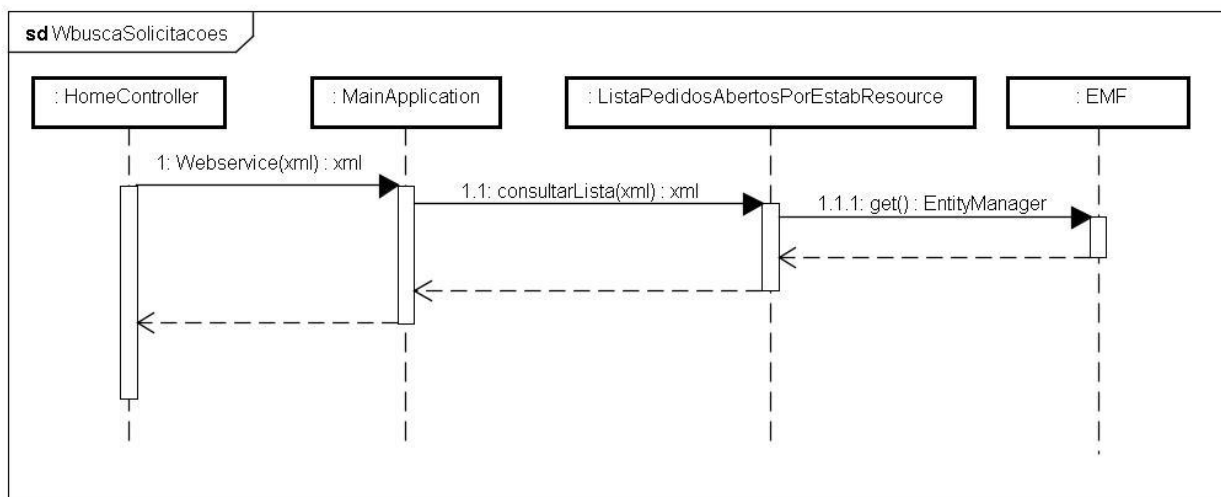 sd WbuscaSolicitacoes
: HomeController
: MainApplication
: ListaPedidosAbertosPorEstabResource
: EMF
1: Webservice(xml) : xml
1.1: consultarLista(xml) : xml
1.1.1: get() : EntityManager